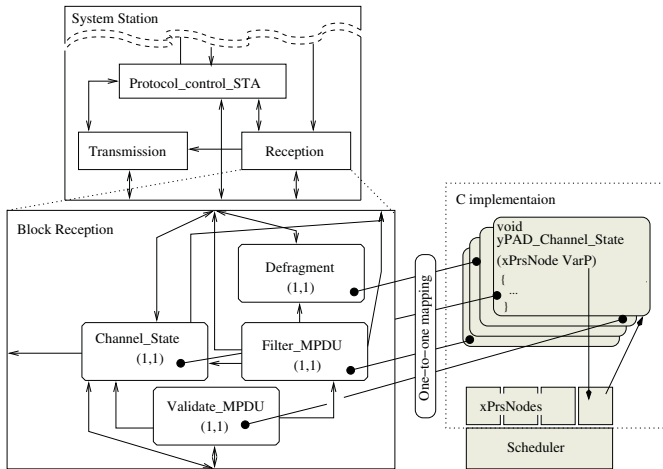 System Station
Protocol_control_STA
Transmission
Reception
Block Reception
Defragment
(1,1)
Channel_State
(1,1)
Filter_MPDU
(1,1)
Validate_MPDU
(1,1)
One-to-one mapping
C implementaion
void
yPAD_Channel_State
(xPrsNode VarP)
{
...
}
xPrsNodes
Scheduler